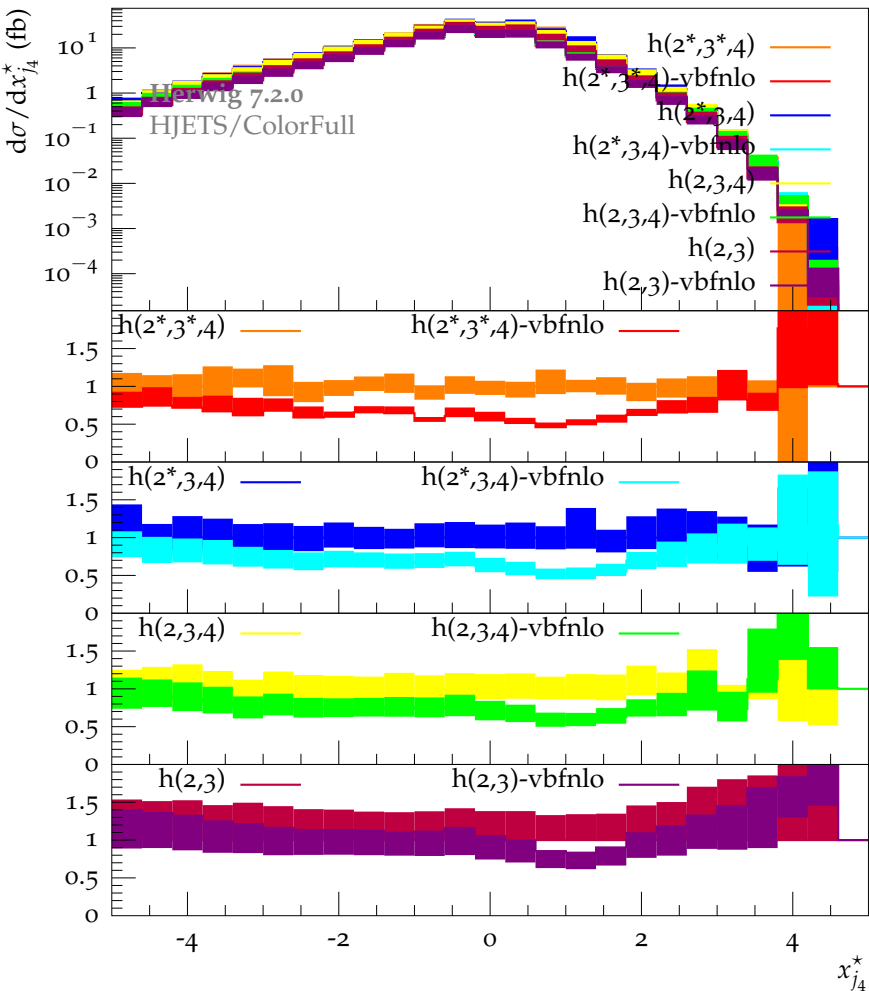 dσ/dx*j4 (fb)
10^1
1
10^−1
10^−2
10^−3
10^−4
Herwig 7.2.0
HJETS/ColorFull
h(2*,3*,4)
h(2*,3*,4)-vbfnlo
h(2*,3,4)
h(2*,3,4)-vbfnlo
h(2,3,4)
h(2,3,4)-vbfnlo
h(2,3)
h(2,3)-vbfnlo
h(2*,3*,4) h(2*,3*,4)-vbfnlo
1.5
1
0.5
0
h(2*,3,4) h(2*,3,4)-vbfnlo
1.5
1
0.5
0
h(2,3,4) h(2,3,4)-vbfnlo
1.5
1
0.5
0
h(2,3) h(2,3)-vbfnlo
1.5
1
0.5
0
-4 -2 0 2 4
x*j4